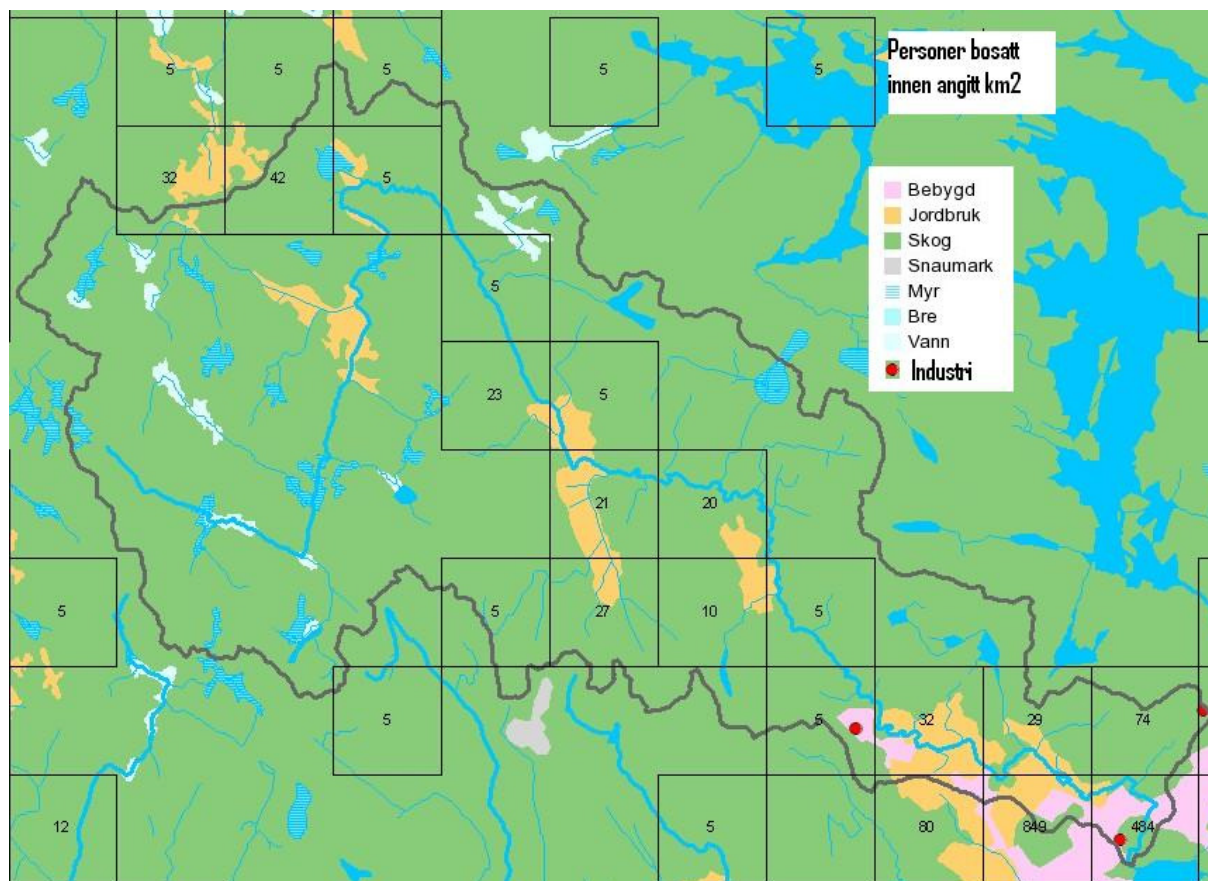 Personer bosatt
innen angitt km2
5 5 5 5 5
32 42 5
Bebygd
Jordbruk
Skog
Snaumark
Myr
Bre
Vann
Industri
5
23 5
21 20
5 5 27 10 5
5 5 32 29 74
12 5 80 849 484